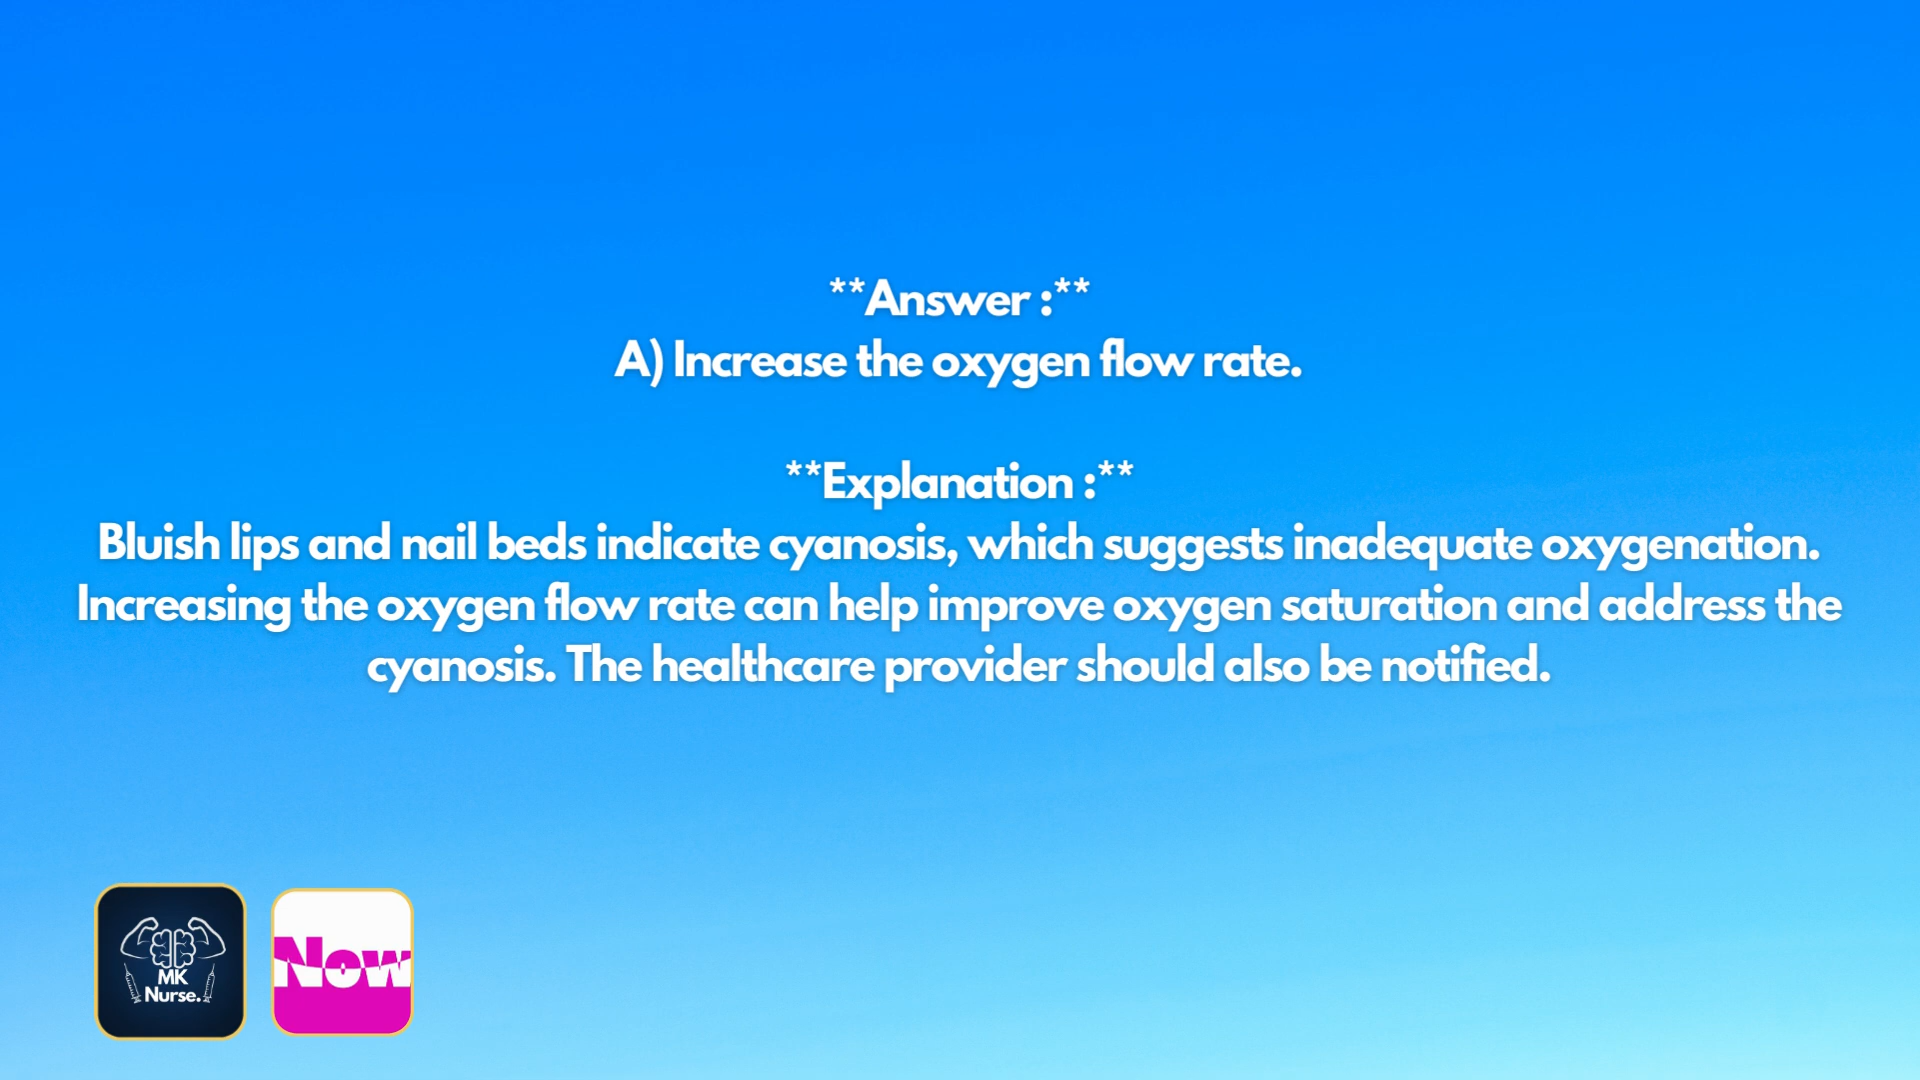 **Answer :**
A) Increase the oxygen flow rate.
**Explanation :**
Bluish lips and nail beds indicate cyanosis, which suggests inadequate oxygenation.
Increasing the oxygen flow rate can help improve oxygen saturation and address the
cyanosis. The healthcare provider should also be notified.
MK
Nurse.
Now